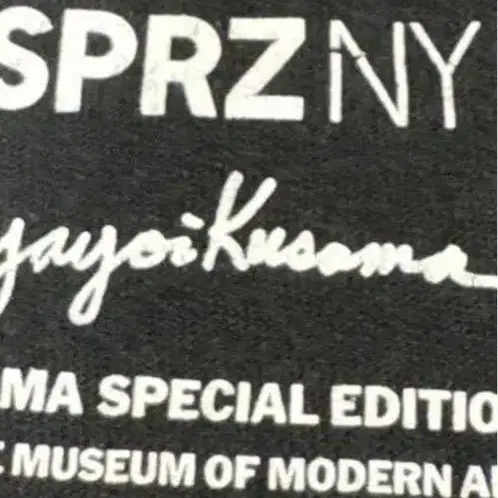 SPRZ NY
yayoi Kusama
MA SPECIAL EDITIO
E MUSEUM OF MODERN A